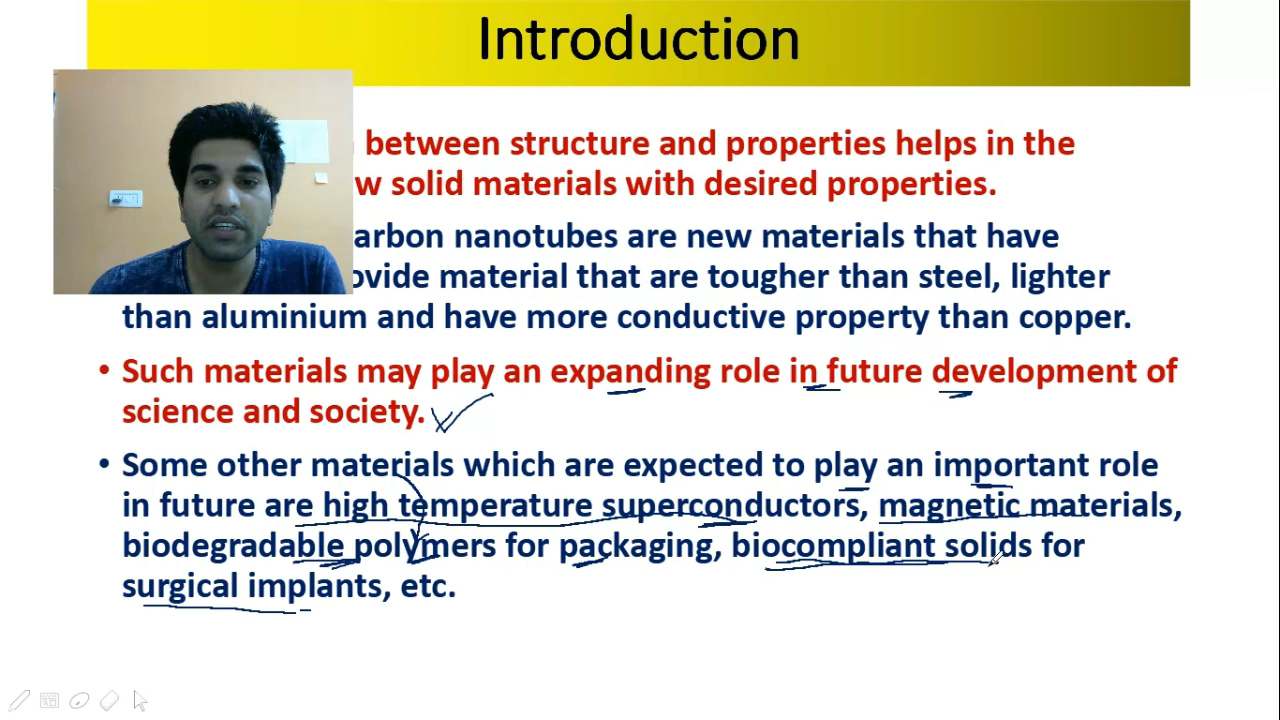 Introduction
between structure and properties helps in the
w solid materials with desired properties.
arbon nanotubes are new materials that have
ovide material that are tougher than steel, lighter
than aluminium and have more conductive property than copper.
• Such materials may play an expanding role in future development of
science and society.
• Some other materials which are expected to play an important role
in future are high temperature superconductors, magnetic materials,
biodegradable polymers for packaging, biocompliant solids for
surgical implants, etc.